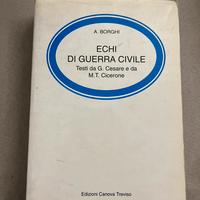 A. BORGHI
ECHI
DI GUERRA CIVILE
Testi da G. Cesare e da
M.T. Cicerone
Edizioni Canova Treviso